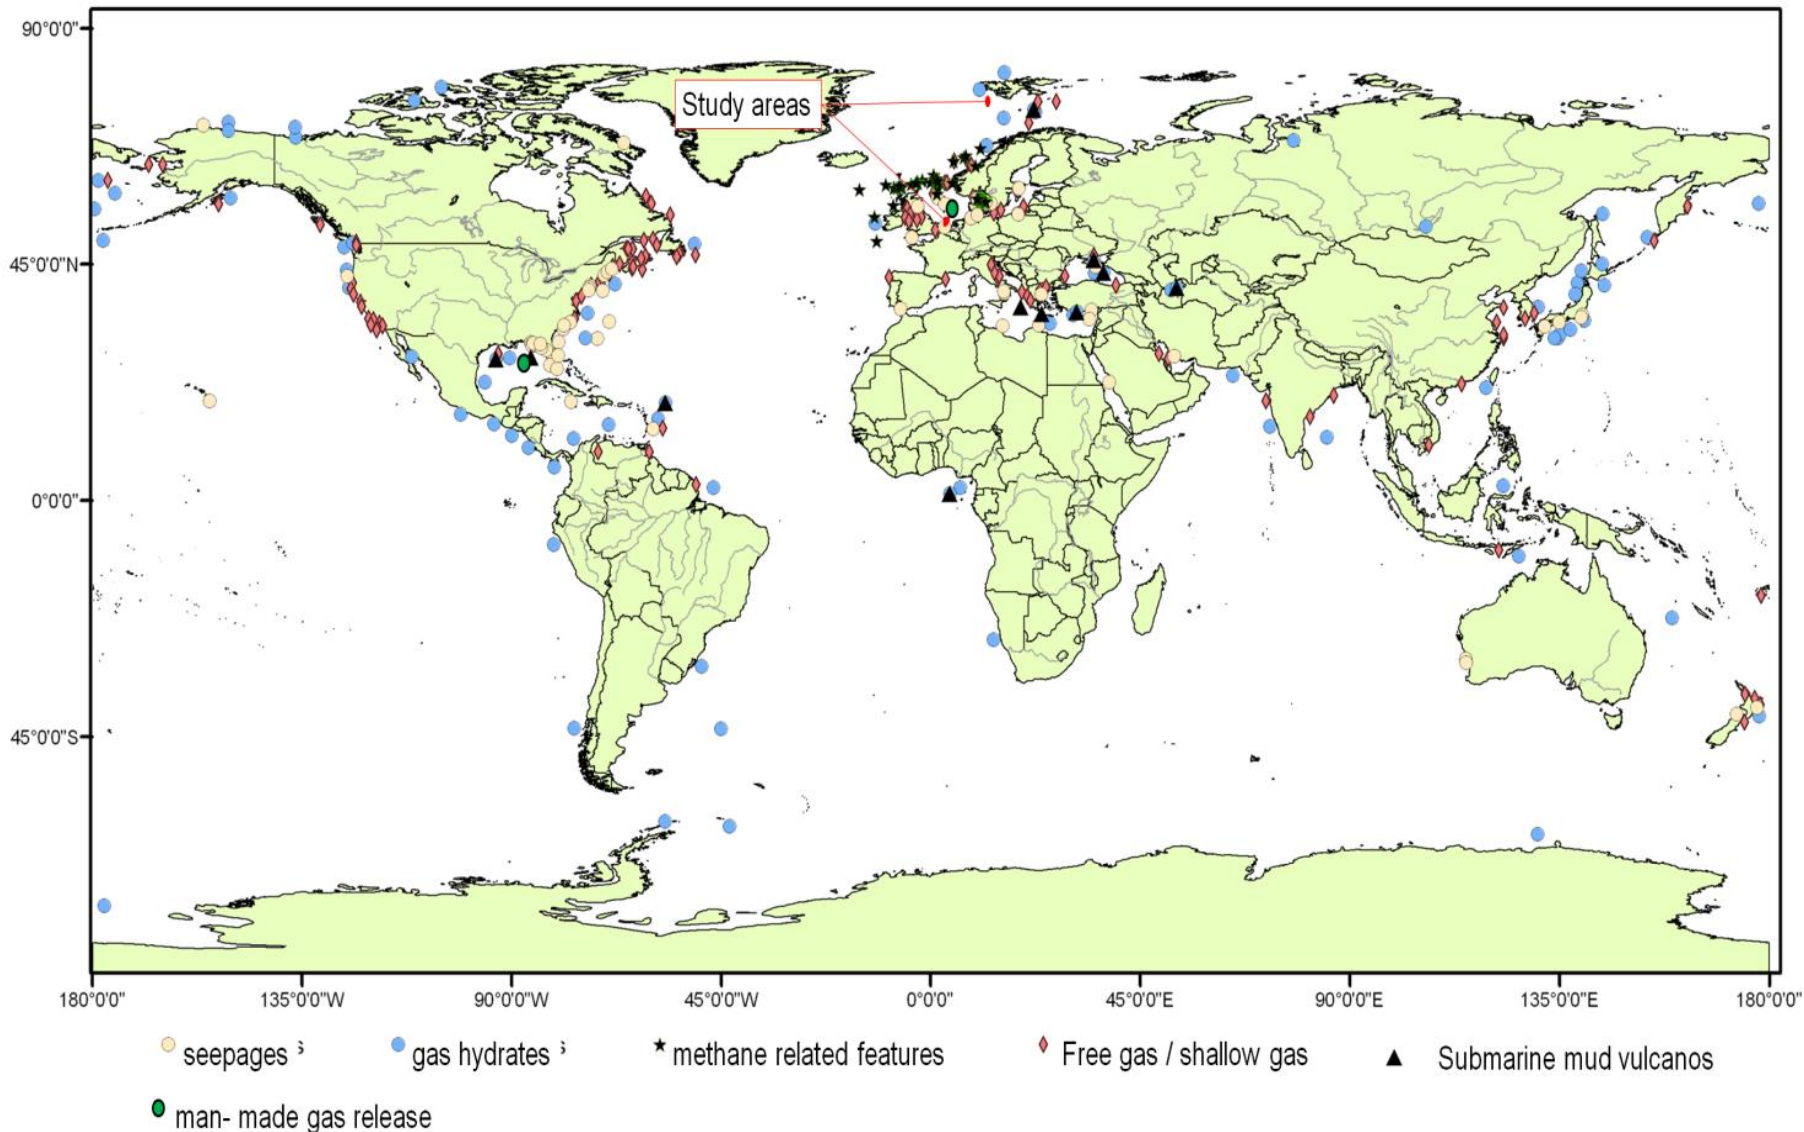 90°0'0"
Study areas
45°0'0"N
0°0'0"
45°0'0"S
180°0'0" 135°0'0"W 90°0'0"W 45°0'0"W 0°0'0" 45°0'0"E 90°0'0"E 135°0'0"E 180°0'0"
seepages s gas hydrates s methane related features Free gas / shallow gas Submarine mud vulcanos
man- made gas release